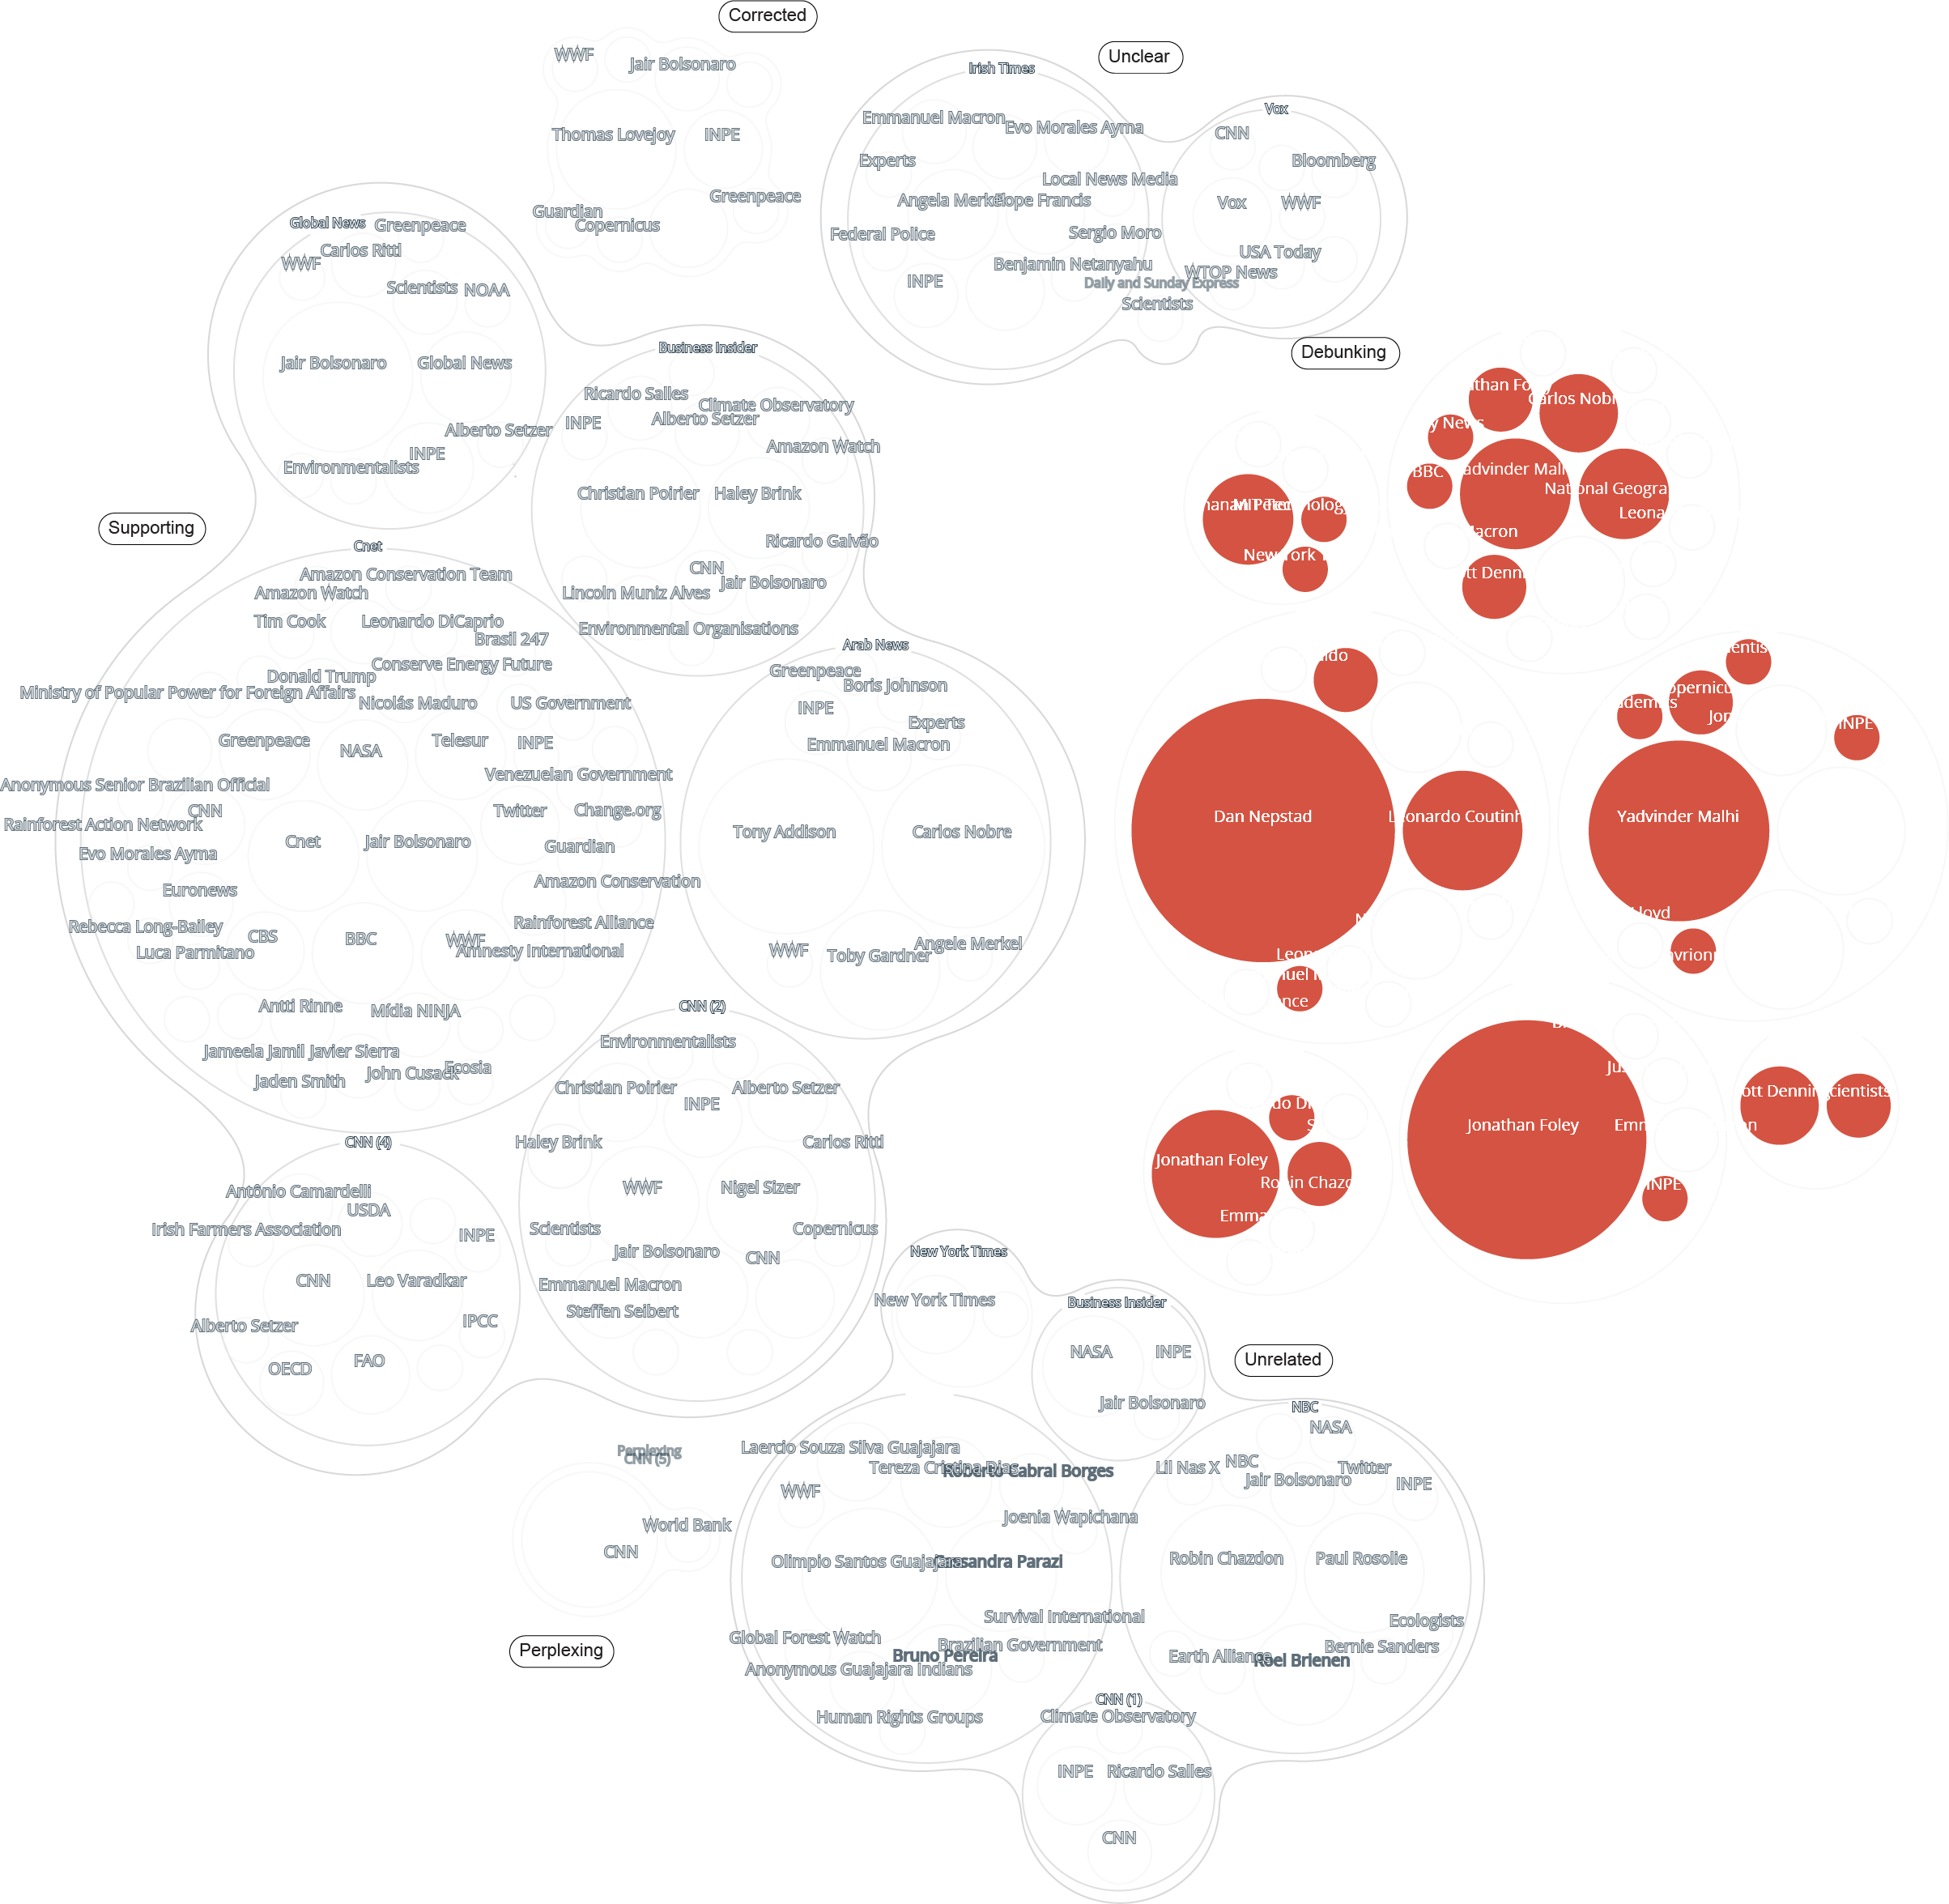 Corrected
WWF
Jair Bolsonaro
Thomas Lovejoy
INPE
Greenpeace
Guardian
Copernicus
Unclear
Irish Times
Emmanuel Macron
Evo Morales Ayma
Experts
Local News Media
Angela Merkel
Pope Francis
Federal Police
Sergio Moro
Benjamin Netanyahu
INPE
Daily and Sunday Express
Scientists
Vox
CNN
Bloomberg
Vox
WWF
USA Today
WTOP News
Supporting
Global News
Greenpeace
Carlos Rittl
WWF
Scientists
NOAA
Jair Bolsonaro
Global News
Alberto Setzer
INPE
Environmentalists
Business Insider
Ricardo Salles
Climate Observatory
INPE
Alberto Setzer
Amazon Watch
Christian Poirier
Haley Brink
Ricardo Galvão
CNN
Jair Bolsonaro
Lincoln Muniz Alves
Environmental Organisations
Cnet
Amazon Conservation Team
Amazon Watch
Tim Cook
Leonardo DiCaprio
Brasil 247
Conserve Energy Future
Donald Trump
Ministry of Popular Power for Foreign Affairs
Nicolás Maduro
US Government
Greenpeace
NASA
Telesur
INPE
Venezuelan Government
Anonymous Senior Brazilian Official
CNN
Twitter
Change.org
Rainforest Action Network
Cnet
Jair Bolsonaro
Guardian
Evo Morales Ayma
Euronews
Amazon Conservation
Rebecca Long-Bailey
CBS
BBC
WWF
Rainforest Alliance
Luca Parmitano
Amnesty International
Antti Rinne
Mídia NINJA
Jameela Jamil
Javier Sierra
Jaden Smith
John Cusack
Ecosia
Arab News
Greenpeace
Boris Johnson
INPE
Experts
Emmanuel Macron
Tony Addison
Carlos Nobre
WWF
Toby Gardner
Angele Merkel
CNN (2)
Environmentalists
Christian Poirier
Alberto Setzer
INPE
Haley Brink
Carlos Rittl
WWF
Nigel Sizer
Scientists
Copernicus
Jair Bolsonaro
CNN
Emmanuel Macron
Steffen Seibert
CNN (4)
Antônio Camardelli
USDA
Irish Farmers Association
INPE
CNN
Leo Varadkar
IPCC
Alberto Setzer
OECD
FAO
Debunking
than Fo
Carlos Nob
y News
BBC
advinder Mal
National Geogra
Leona
acron
tt Denn
MIT Te
nology
New York
ido
Dan Nepstad
Leonardo Coutinh
Leon
uel
nce
entis
opernicu
ademi s
Jon
INPE
Yadvinder Malhi
loyd
avrion
do D
S
Jonathan Foley
Robin Chazd
Emma
Jonathan Foley
Ju
Emm
on
INPE
ott Dennin
cientists
Unrelated
New York Times
New York Times
Business Insider
NASA
INPE
Jair Bolsonaro
Laercio Souza Silva Guajajara
Tereza Cristina Dias
Roberto Cabral Borges
WWF
Joenia Wapichana
Olimpio Santos Guajajara
Cassandra Parazi
Survival International
Global Forest Watch
Brazilian Government
Bruno Pereira
Anonymous Guajajara Indians
Human Rights Groups
NBC
NASA
Lil Nas X
NBC
Twitter
Jair Bolsonaro
INPE
Robin Chazdon
Paul Rosolie
Ecologists
Bernie Sanders
Earth Alliance
Roel Brienen
CNN (1)
Climate Observatory
INPE
Ricardo Salles
CNN
Perplexing
CNN (5)
World Bank
CNN
Perplexing